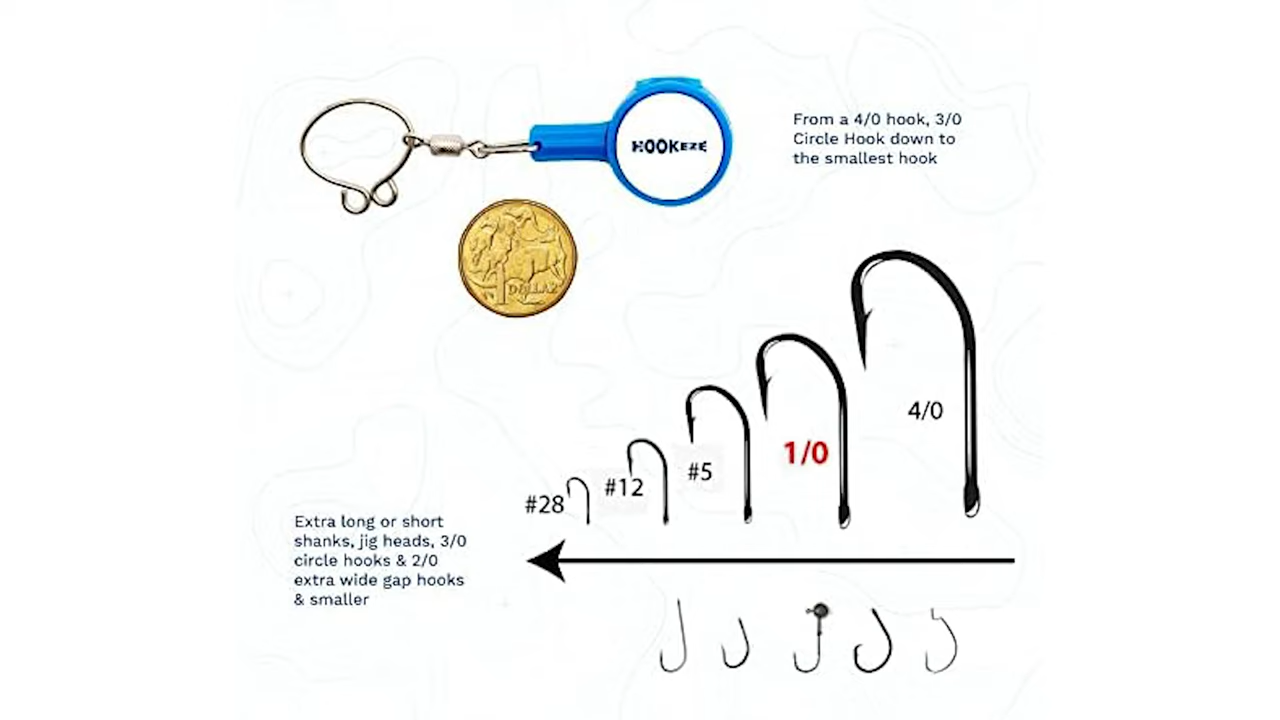 HOOKEZE
From a 4/0 hook, 3/0
Circle Hook down to
the smallest hook
1 DOLLAR
4/0
1/0
#5
#12
#28
Extra long or short
shanks, jig heads, 3/0
circle hooks & 2/0
extra wide gap hooks
& smaller